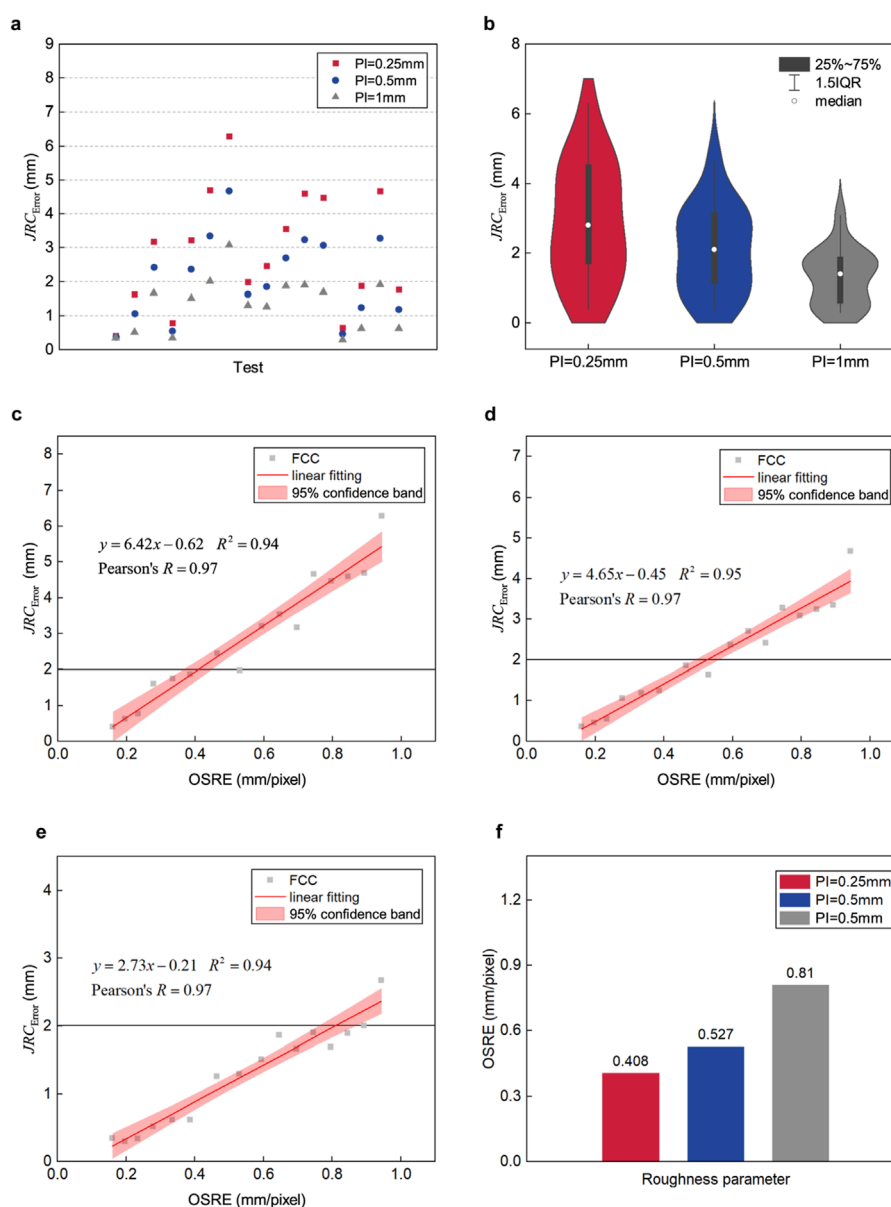 a
9
8
7
6
5
4
3
2
1
0
JRC_Error (mm)
PI=0.25mm
PI=0.5mm
PI=1mm
Test
b
8
6
4
2
0
JRC_Error (mm)
25%~75%
1.5IQR
median
PI=0.25mm PI=0.5mm PI=1mm
c
8
7
6
5
4
3
2
1
0
JRC_Error (mm)
FCC
linear fitting
95% confidence band
y = 6.42x−0.62 R² = 0.94
Pearson's R = 0.97
0.0 0.2 0.4 0.6 0.8 1.0
OSRE (mm/pixel)
d
7
6
5
4
3
2
1
0
JRC_Error (mm)
FCC
linear fitting
95% confidence band
y = 4.65x−0.45 R² = 0.95
Pearson's R = 0.97
0.0 0.2 0.4 0.6 0.8 1.0
OSRE (mm/pixel)
e
4
3
2
1
0
JRC_Error (mm)
FCC
linear fitting
95% confidence band
y = 2.73x−0.21 R² = 0.94
Pearson's R = 0.97
0.0 0.2 0.4 0.6 0.8 1.0
OSRE (mm/pixel)
f
1.2
0.9
0.6
0.3
0.0
OSRE (mm/pixel)
PI=0.25mm
PI=0.5mm
PI=0.5mm
0.408
0.527
0.81
Roughness parameter